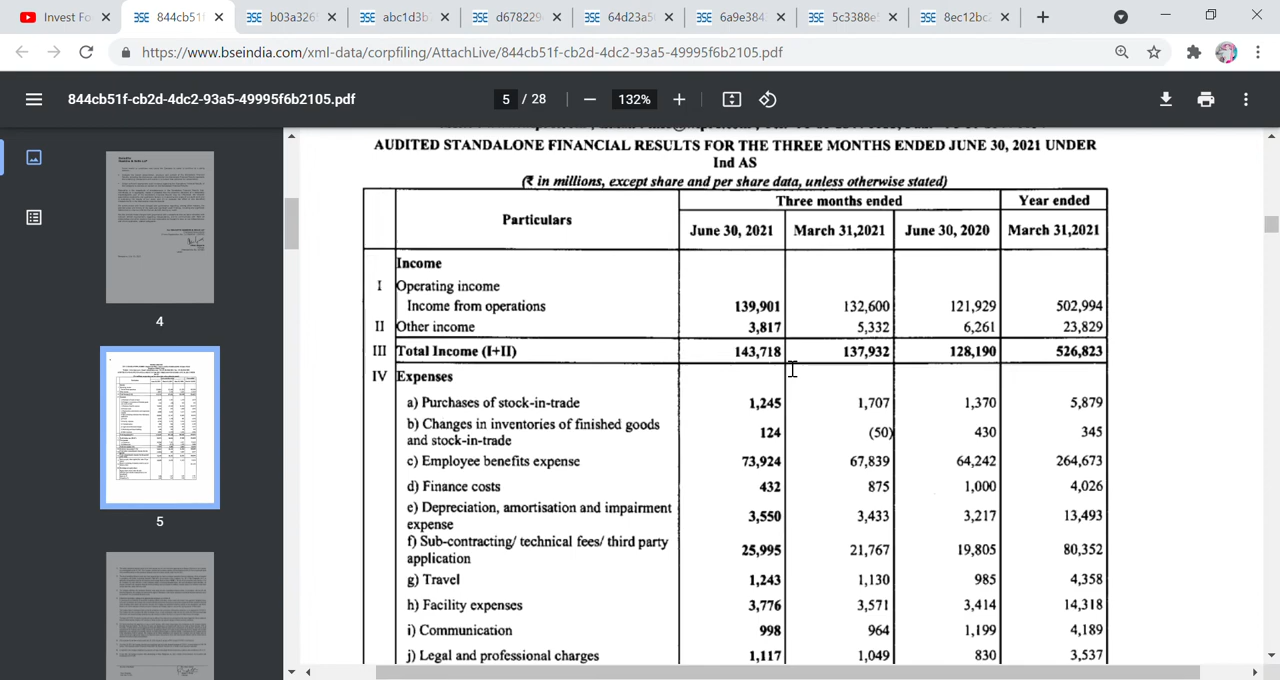 Invest Fo
844cb51f
b03a326
abc1d3b
d678229
64d23a5
6a9e384
5c3388e
8ec12bc
https://www.bseindia.com/xml-data/corpfiling/AttachLive/844cb51f-cb2d-4dc2-93a5-49995f6b2105.pdf
844cb51f-cb2d-4dc2-93a5-49995f6b2105.pdf
5 / 28
132%
4
5
AUDITED STANDALONE FINANCIAL RESULTS FOR THE THREE MONTHS ENDED JUNE 30, 2021 UNDER
Ind AS
(₹ in millions, except share and per share data, unless otherwise stated)
Particulars Three months ended Year ended
June 30, 2021 March 31,2021 June 30, 2020 March 31,2021
Income
I Operating income
Income from operations 139,901 132,600 121,929 502,994
II Other income 3,817 5,332 6,261 23,829
III Total Income (I+II) 143,718 137,932 128,190 526,823
IV Expenses
a) Purchases of stock-in-trade 1,245 1,707 1,370 5,879
b) Changes in inventories of finished goods
and stock-in-trade 124 (50) 430 345
c) Employee benefits expense 73,924 67,839 64,242 264,673
d) Finance costs 432 875 1,000 4,026
e) Depreciation, amortisation and impairment
expense 3,550 3,433 3,217 13,493
f) Sub-contracting/ technical fees/ third party
application 25,995 21,767 19,805 80,352
g) Travel 1,243 1,130 985 4,358
h) Facility expenses 3,776 3,571 3,414 14,318
i) Communication 998 964 1,199 4,189
j) Legal and professional charges 1,117 1,049 830 3,537